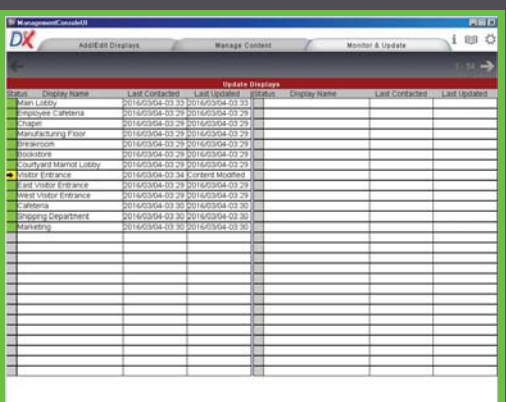 ManagementConsoleUI
DX
Add/Edit Displays Manage Content Monitor & Update
1 - 54
Update Displays
Status Display Name Last Contacted Last Updated Status Display Name Last Contacted Last Updated
Main Lobby 2016/03/04-03:33 2016/03/04-03:33
Employee Cafeteria 2016/03/04-03:29 2016/03/04-03:29
Chapel 2016/03/04-03:29 2016/03/04-03:29
Manufacturing Floor 2016/03/04-03:29 2016/03/04-03:29
Breakroom 2016/03/04-03:29 2016/03/04-03:29
Bookstore 2016/03/04-03:29 2016/03/04-03:29
Courtyard Marriot Lobby 2016/03/04-03:29 2016/03/04-03:29
Visitor Entrance 2016/03/04-03:34 Content Modified
East Visitor Entrance 2016/03/04-03:29 2016/03/04-03:29
West Visitor Entrance 2016/03/04-03:29 2016/03/04-03:29
Cafeteria 2016/03/04-03:30 2016/03/04-03:30
Shipping Department 2016/03/04-03:30 2016/03/04-03:30
Marketing 2016/03/04-03:30 2016/03/04-03:30